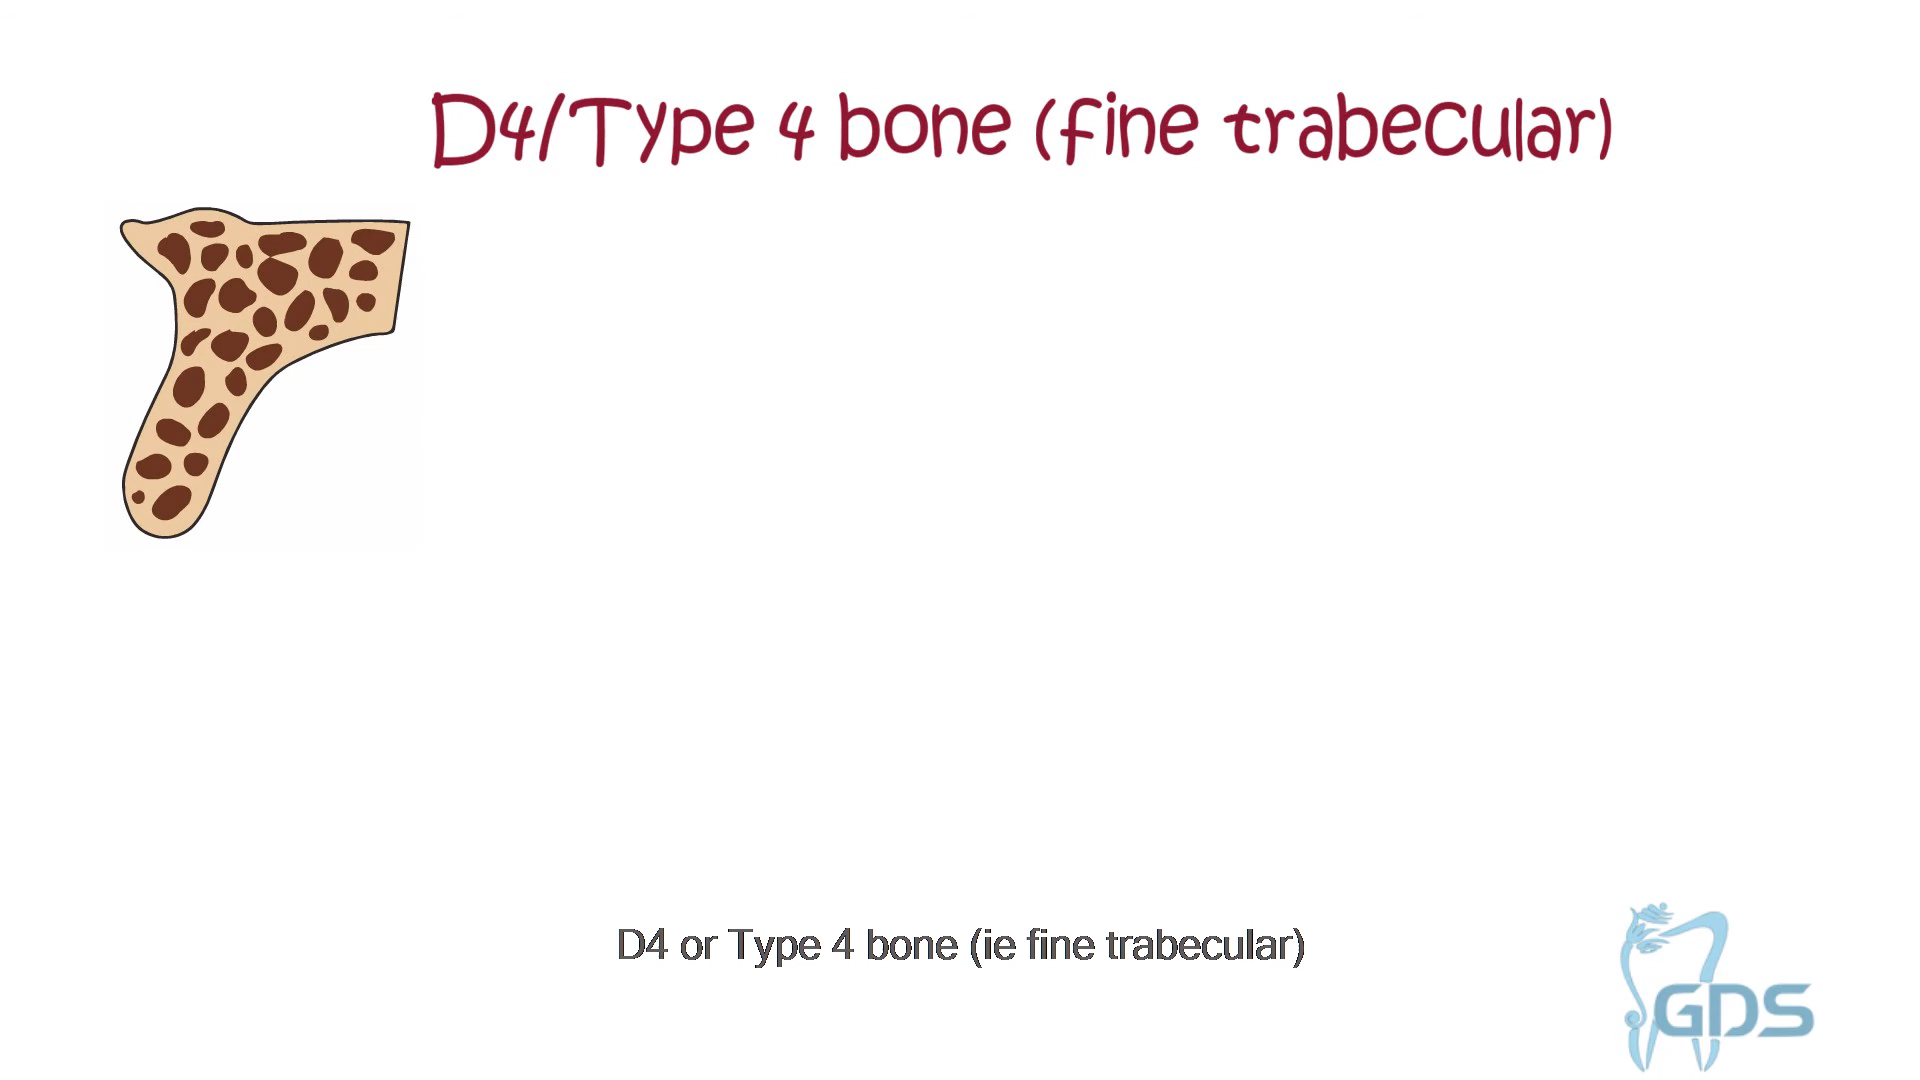 D4/Type 4 bone (fine trabecular)
D4 or Type 4 bone (ie fine trabecular)
GDS